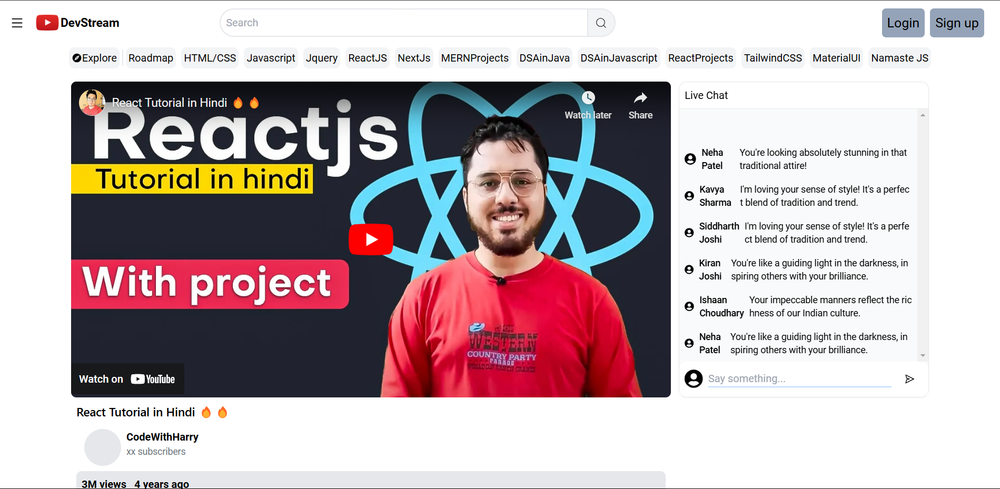 DevStream
Search
Login
Sign up
Explore
Roadmap
HTML/CSS
Javascript
Jquery
ReactJS
NextJs
MERNProjects
DSAinJava
DSAinJavascript
ReactProjects
TailwindCSS
MaterialUI
Namaste JS
React Tutorial in Hindi 🔥 🔥
Watch later
Share
Reactjs
Tutorial in hindi
With project
WESTERN
COUNTRY PARTY
PARADE
Watch on YouTube
Live Chat
Neha Patel
You're looking absolutely stunning in that
traditional attire!
Kavya Sharma
I'm loving your sense of style! It's a perfec
t blend of tradition and trend.
Siddharth Joshi
I'm loving your sense of style! It's a perfe
ct blend of tradition and trend.
Kiran Joshi
You're like a guiding light in the darkness, in
spiring others with your brilliance.
Ishaan Choudhary
Your impeccable manners reflect the ric
hness of our Indian culture.
Neha Patel
You're like a guiding light in the darkness, in
spiring others with your brilliance.
Say something...
React Tutorial in Hindi 🔥 🔥
CodeWithHarry
xx subscribers
3M views 4 years ago